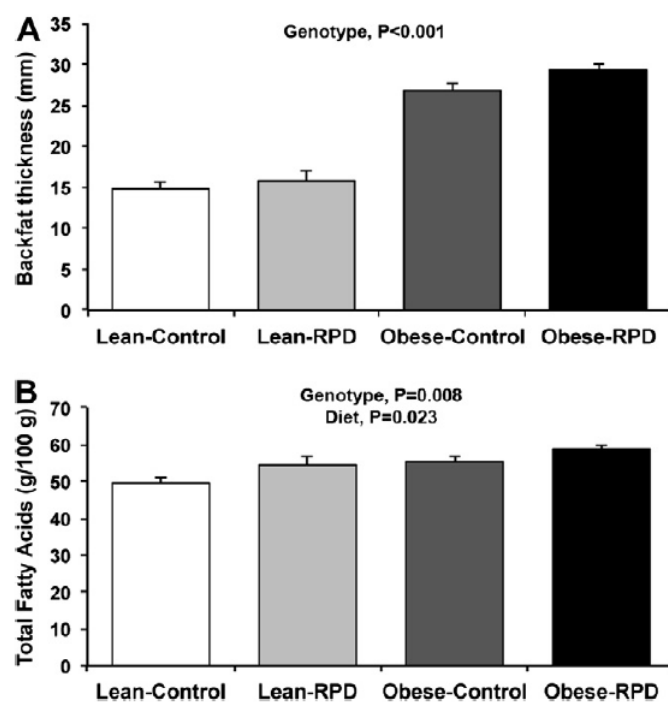 A
Genotype, P<0.001
Backfat thickness (mm)
35
30
25
20
15
10
5
0
Lean-Control Lean-RPD Obese-Control Obese-RPD
B
Genotype, P=0.008
Diet, P=0.023
Total Fatty Acids (g/100 g)
70
60
50
40
30
20
10
0
Lean-Control Lean-RPD Obese-Control Obese-RPD